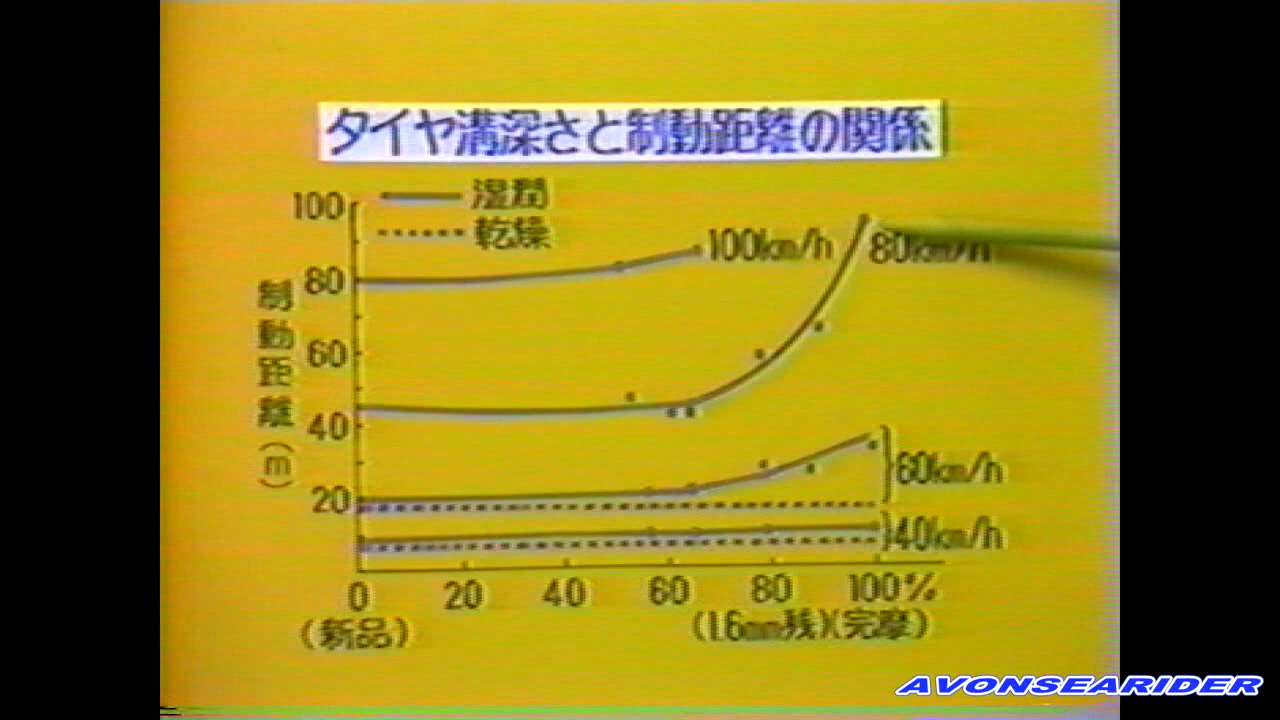 タイヤ溝深さと制動距離の関係
湿潤
乾燥
100
80
60
40
20
制動距離(m)
100km/h
80km/h
60km/h
40km/h
0 20 40 60 80 100%
(新品) (1.6mm残)(完摩)
AVONSEARIDER